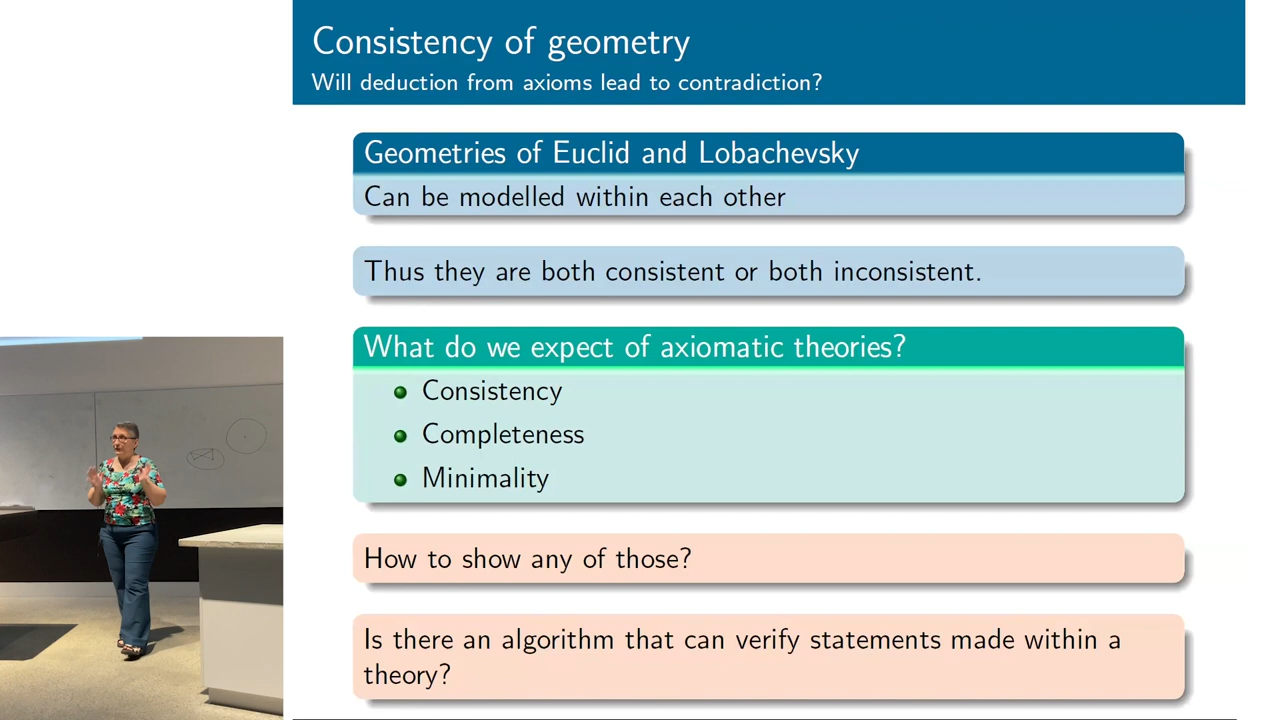 Consistency of geometry
Will deduction from axioms lead to contradiction?
Geometries of Euclid and Lobachevsky
Can be modelled within each other
Thus they are both consistent or both inconsistent.
What do we expect of axiomatic theories?
Consistency
Completeness
Minimality
How to show any of those?
Is there an algorithm that can verify statements made within a
theory?